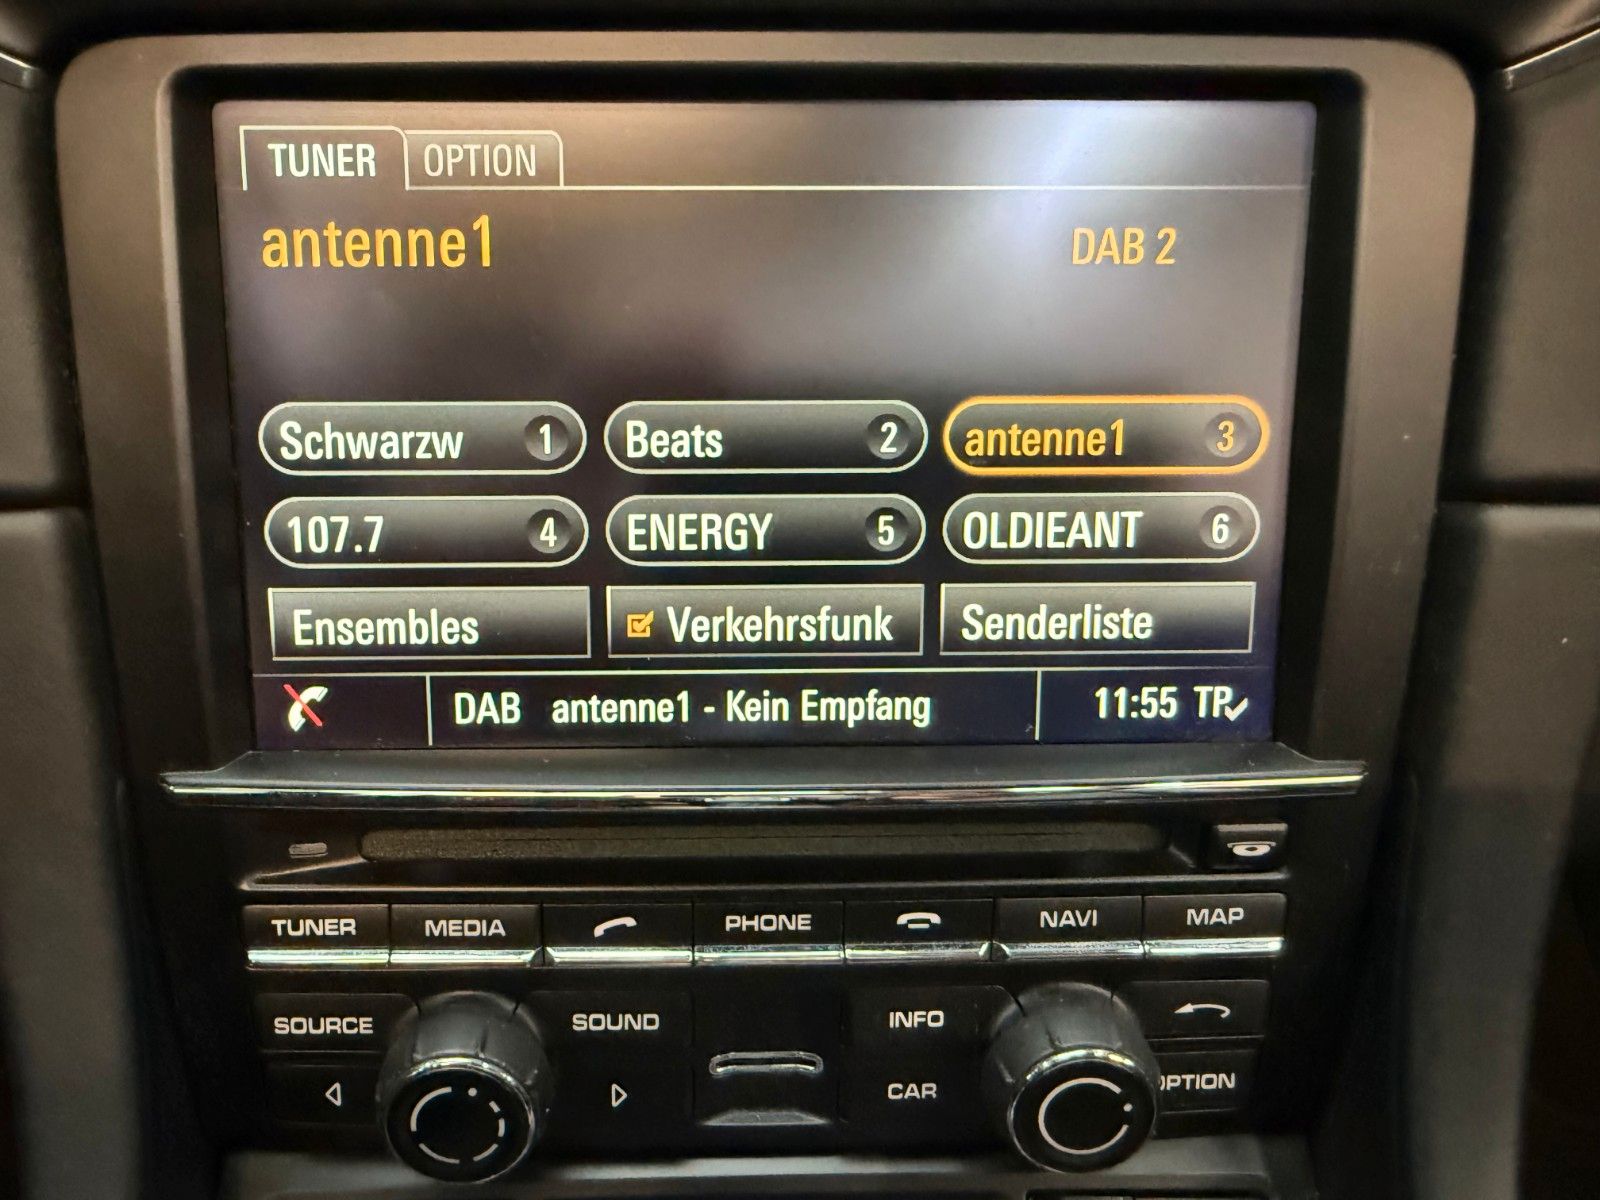 TUNER OPTION
antenne1 DAB 2
Schwarzw 1 Beats 2 antenne1 3
107.7 4 ENERGY 5 OLDIEANT 6
Ensembles Verkehrsfunk Senderliste
DAB antenne1 - Kein Empfang 11:55 TP
TUNER MEDIA PHONE NAVI MAP
SOURCE SOUND INFO
CAR OPTION